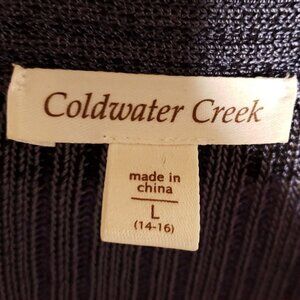 Coldwater Creek
made in
china
L
(14-16)